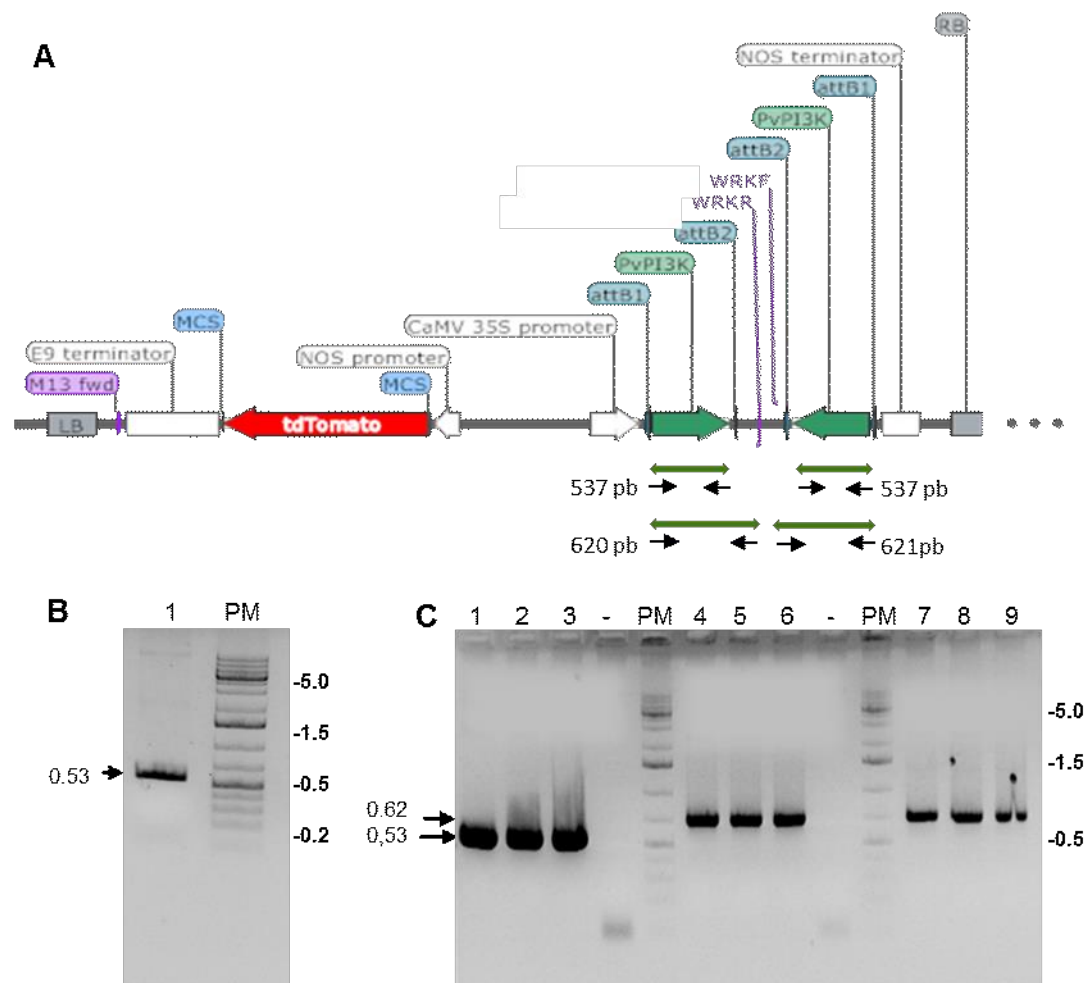 A
RB
NOS terminator
attB1
PvPI3K
attB2
WRKF
WRKR
attB2
PvPI3K
attB1
MCS
CaMV 35S promoter
E9 terminator
NOS promoter
M13 fwd
MCS
LB
tdTomato
537 pb
537 pb
620 pb
621pb
B
1 PM
-5.0
-1.5
0.53
-0.5
-0.2
C
1 2 3 - PM 4 5 6 - PM 7 8 9
-5.0
-1.5
0.62
0,53
-0.5